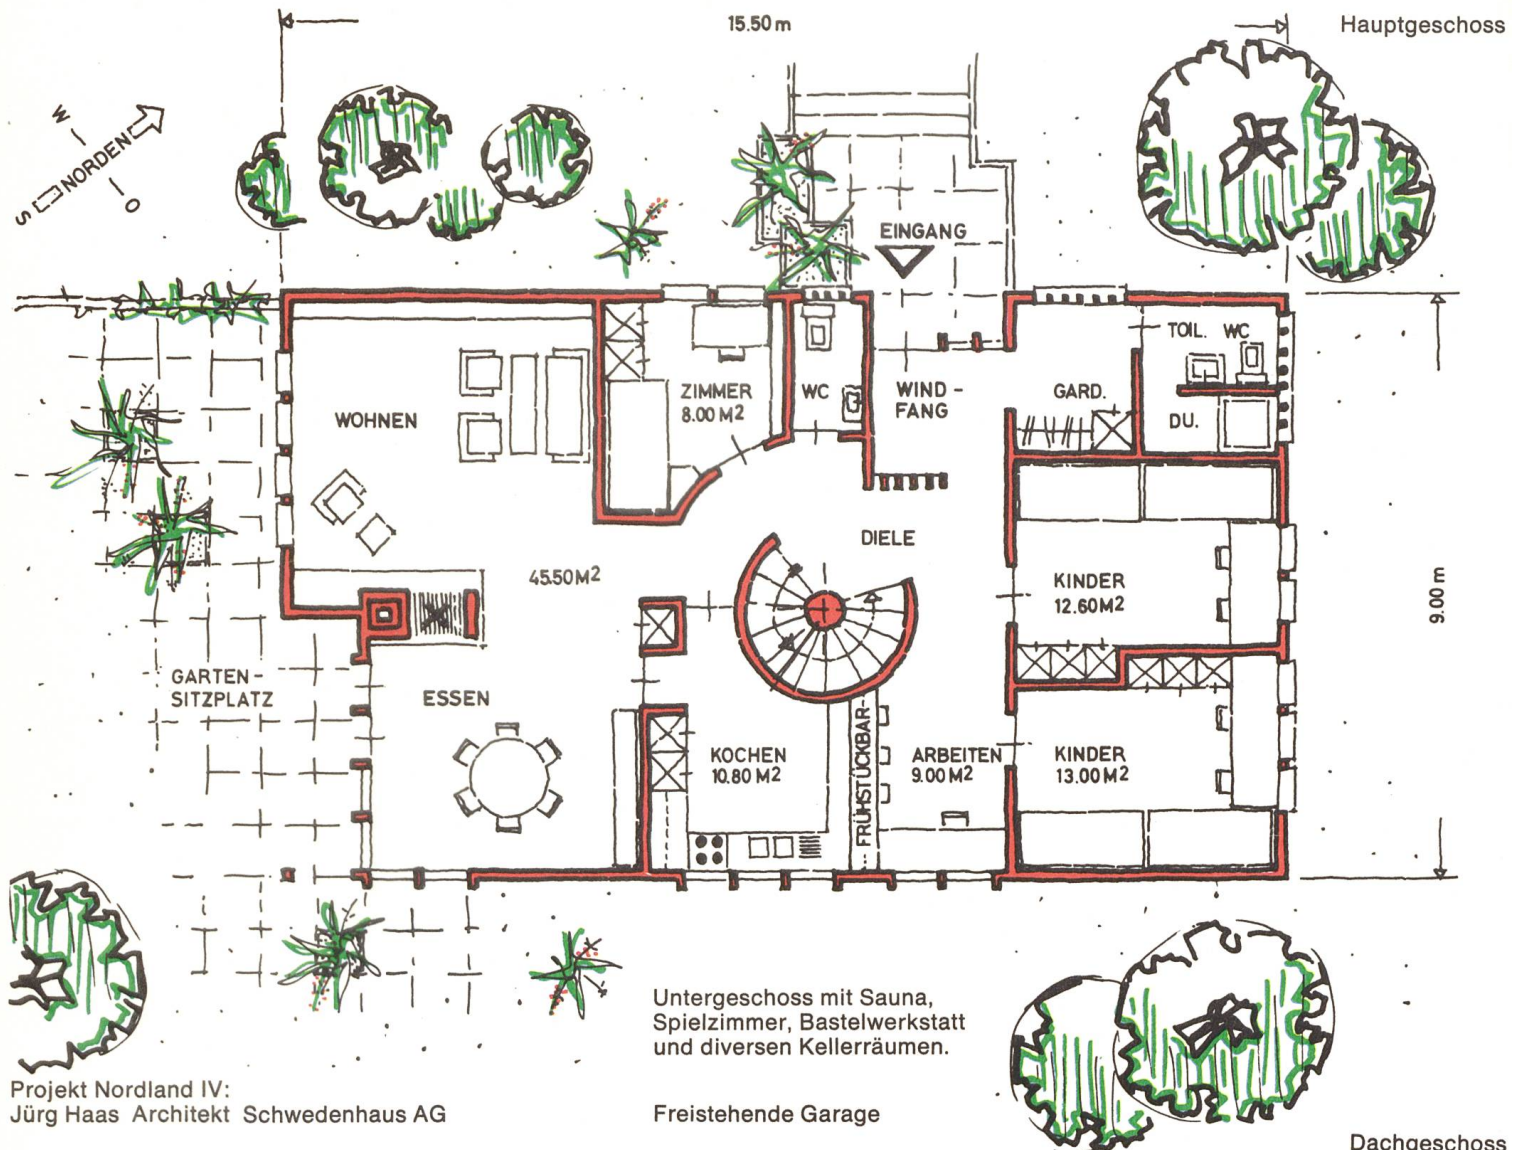 15.50 m
Hauptgeschoss
W
S
NORDEN
O
EINGANG
TOIL. WC
ZIMMER
8.00 M2
WC
WIND-
FANG
GARD.
DU.
WOHNEN
DIELE
45.50 M2
KINDER
12.60 M2
9.00 m
GARTEN-
SITZPLATZ
ESSEN
KOCHEN
10.80 M2
FRÜHSTÜCKBAR
ARBEITEN
9.00 M2
KINDER
13.00 M2
Untergeschoss mit Sauna,
Spielzimmer, Bastelwerkstatt
und diversen Kellerräumen.
Projekt Nordland IV:
Jürg Haas Architekt Schwedenhaus AG
Freistehende Garage
Dachgeschoss